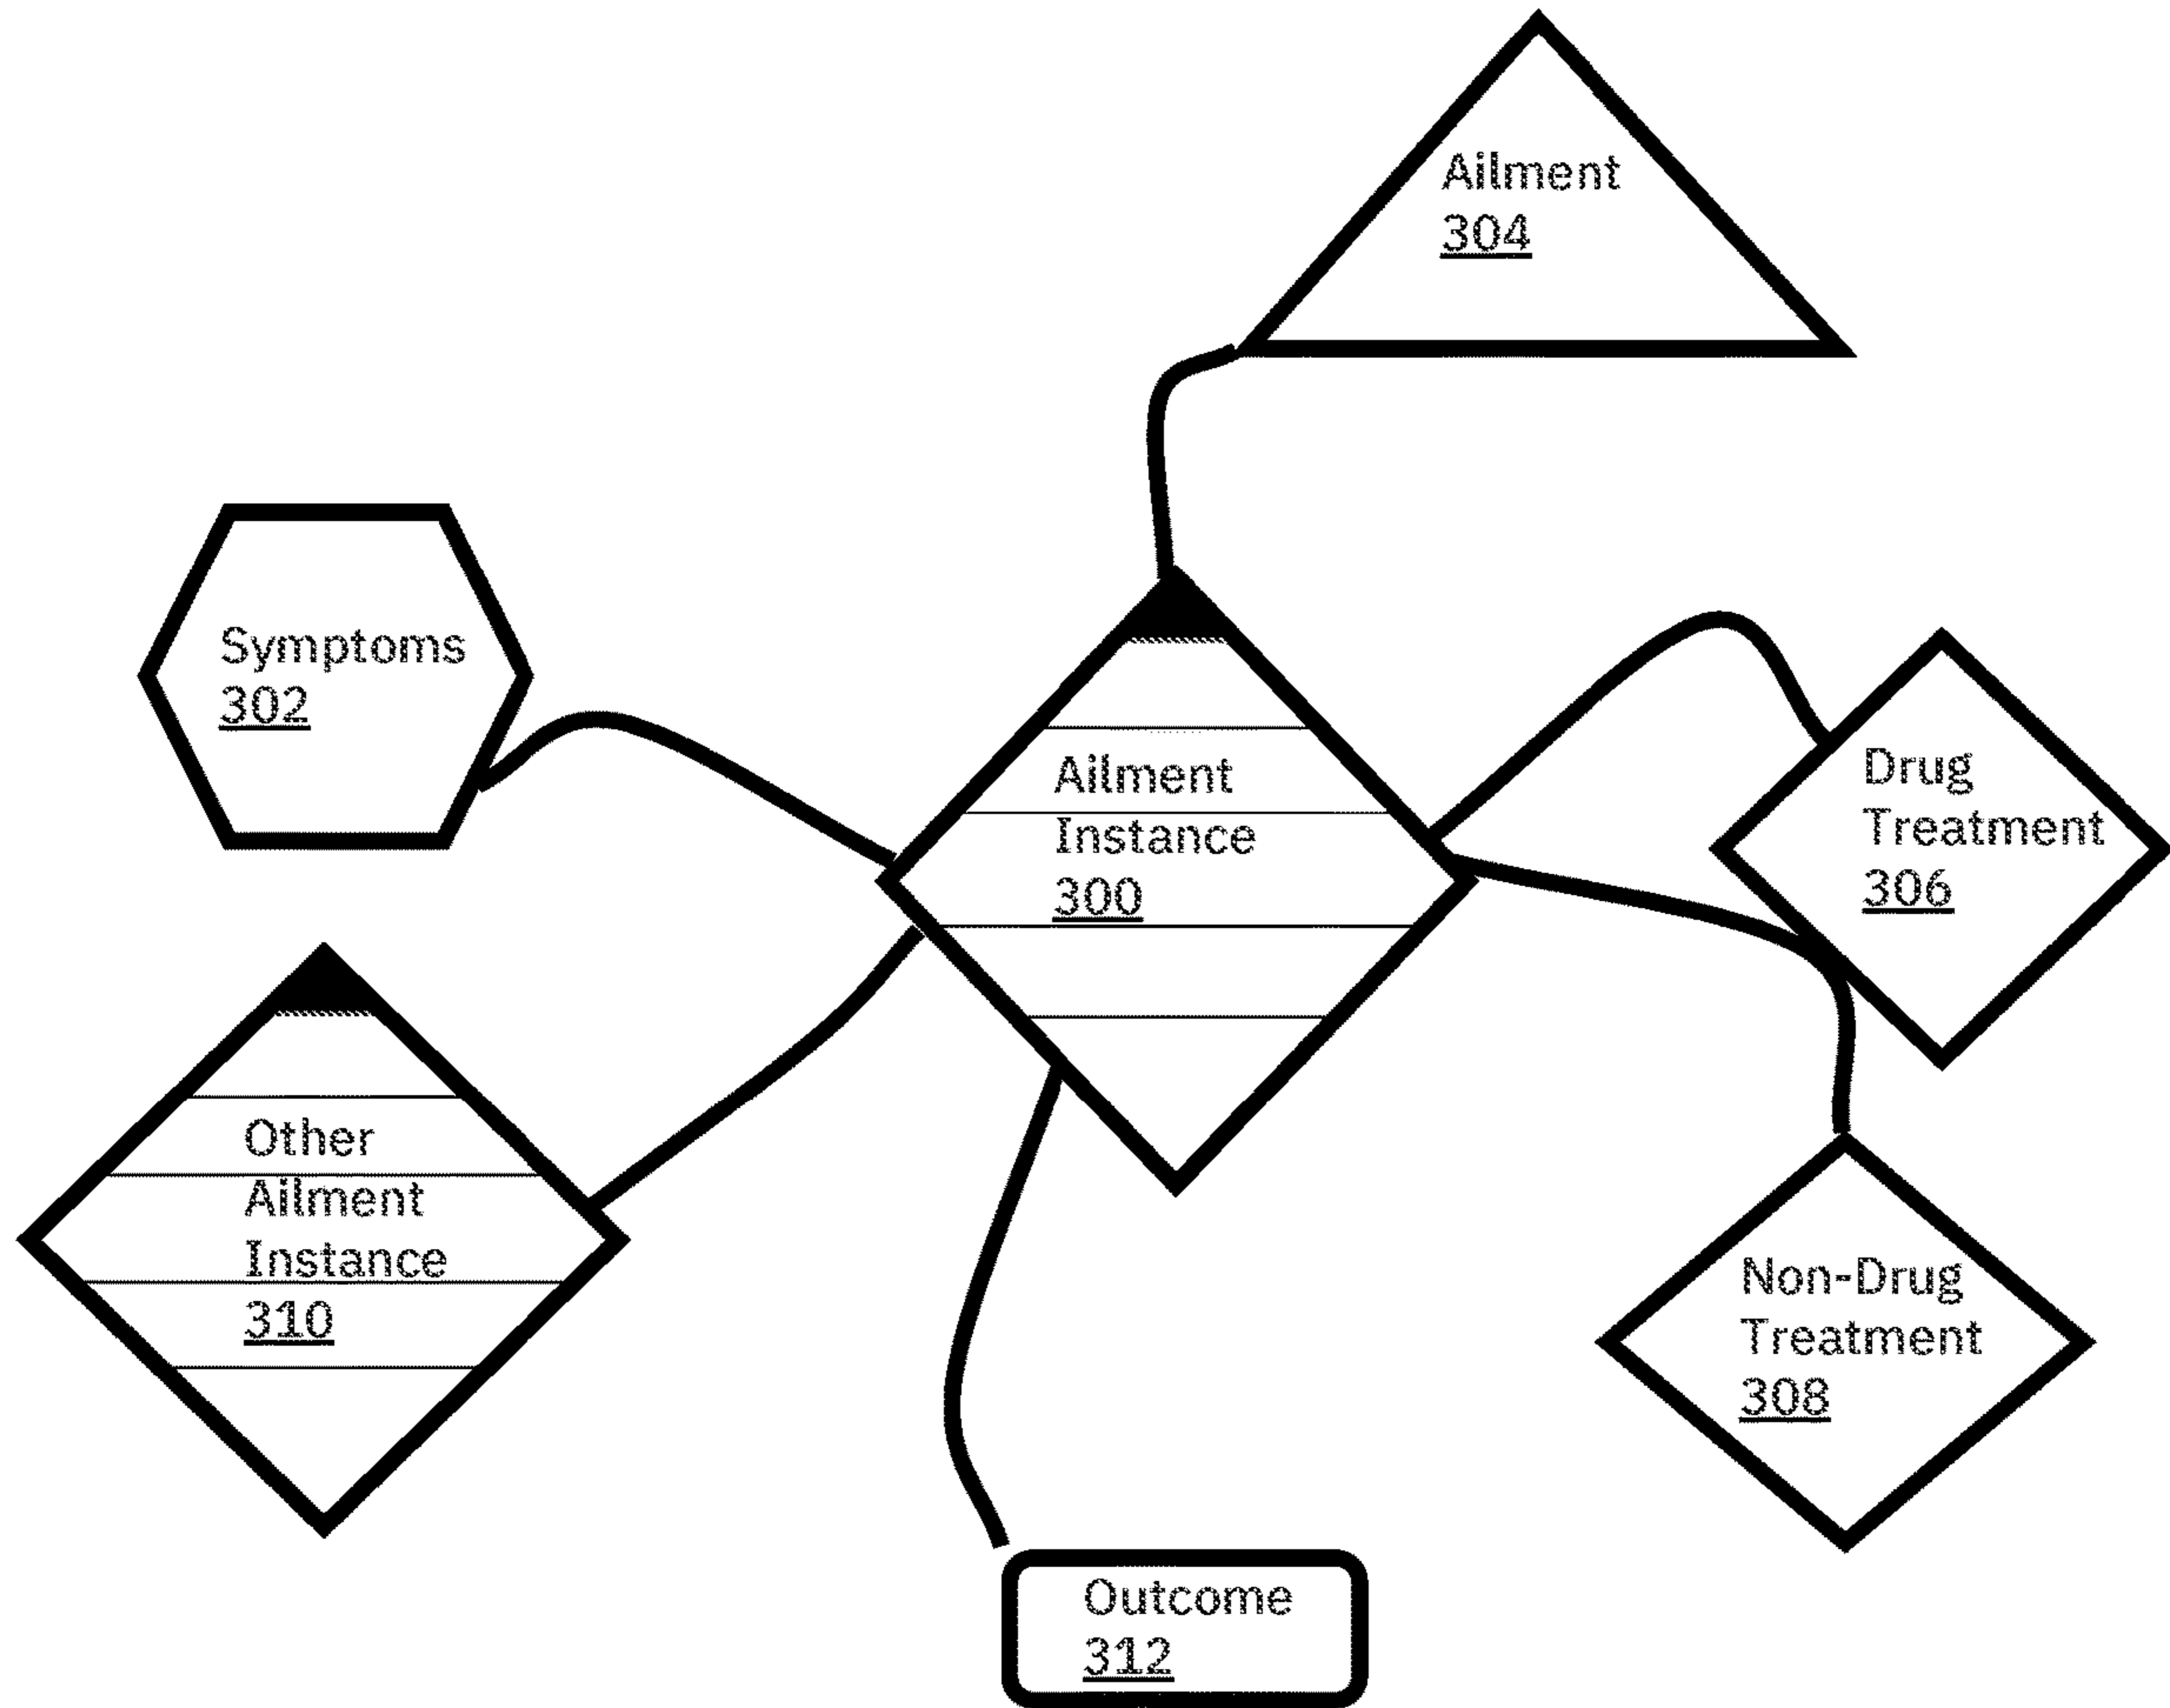 Ailment
304
Symptoms
302
Ailment
Instance
300
Drug
Treatment
306
Other
Ailment
Instance
310
Non-Drug
Treatment
308
Outcome
312